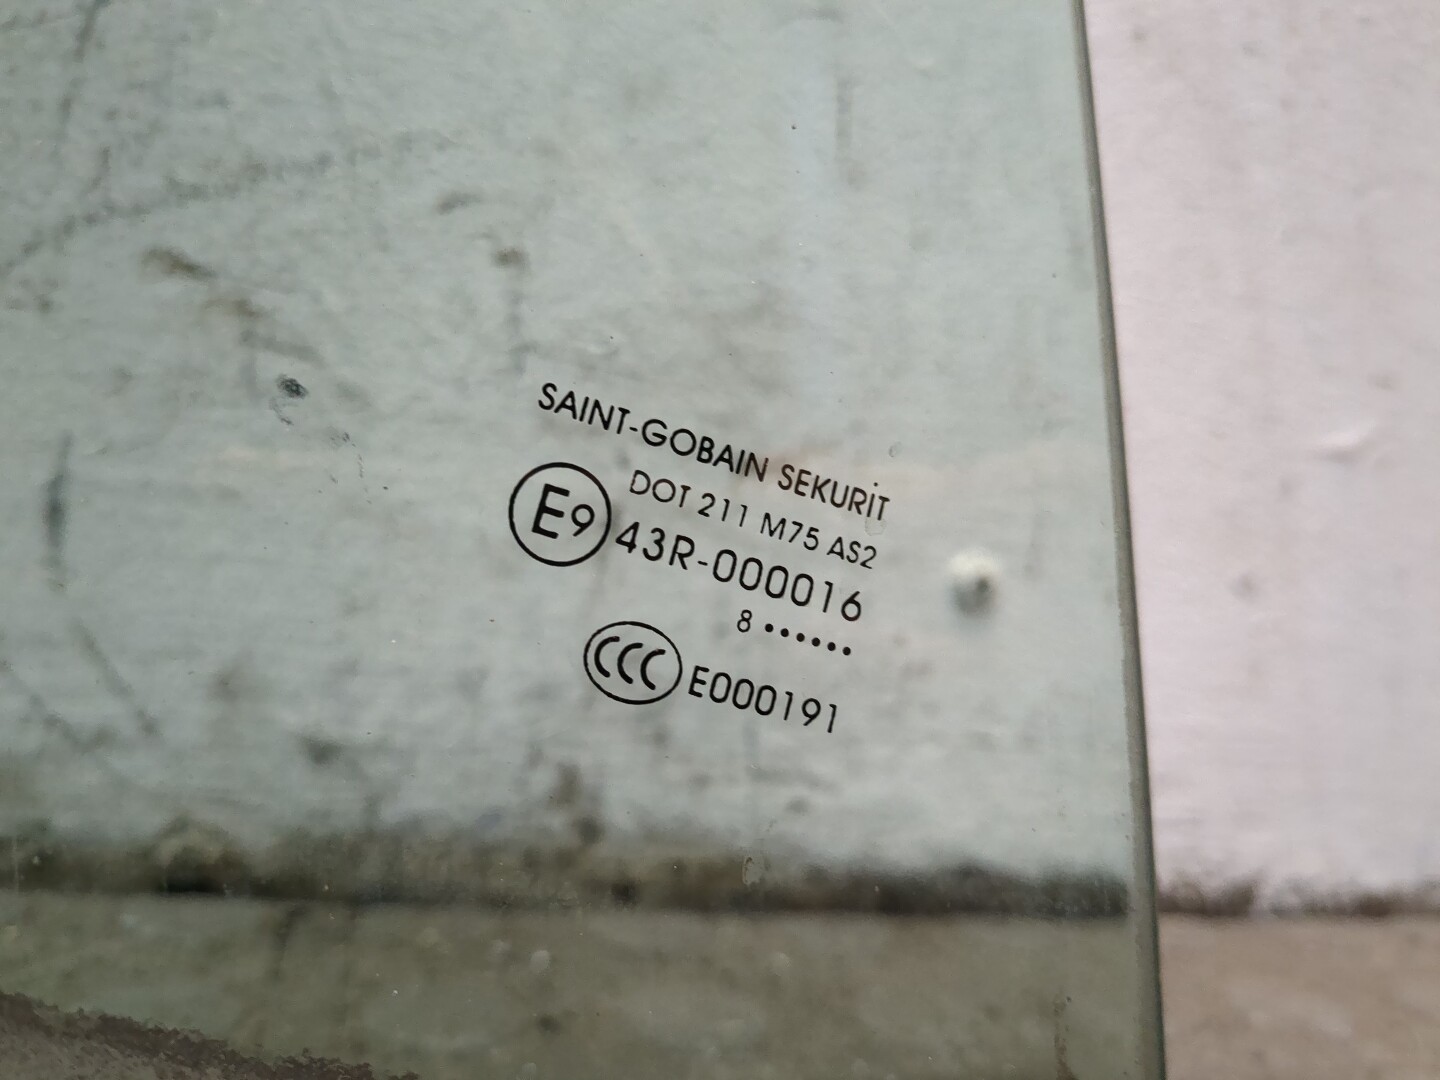 SAINT-GOBAIN SEKURIT
DOT 211 M75 AS2
E9 43R-000016
8 ••••••
CCC E000191